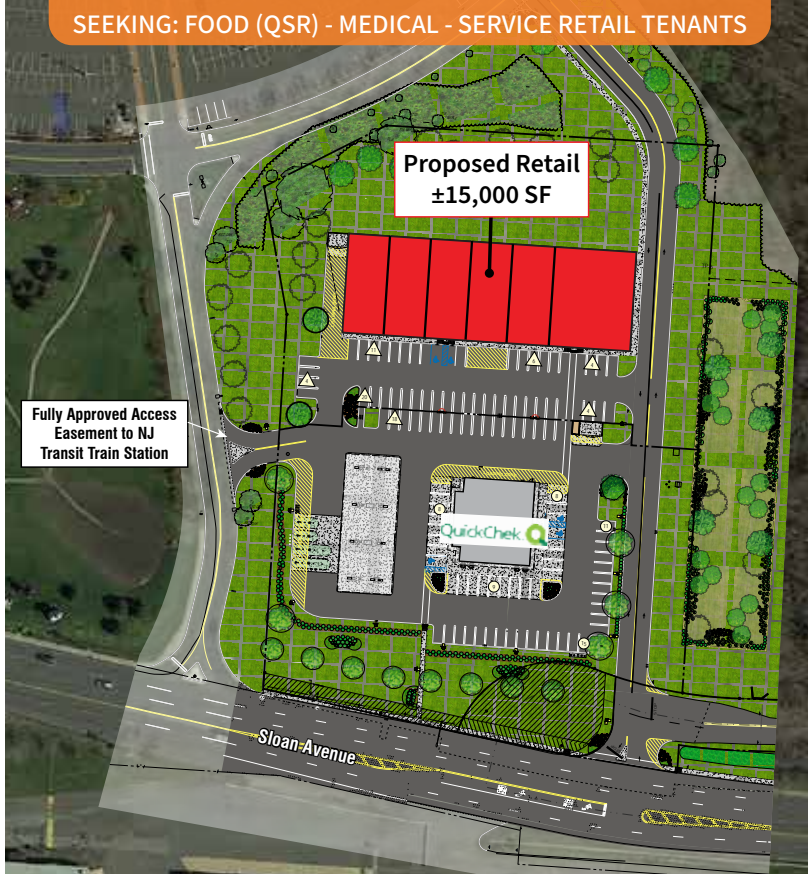 SEEKING: FOOD (QSR) - MEDICAL - SERVICE RETAIL TENANTS
Proposed Retail
±15,000 SF
Fully Approved Access
Easement to NJ
Transit Train Station
QuickChek
Sloan Avenue